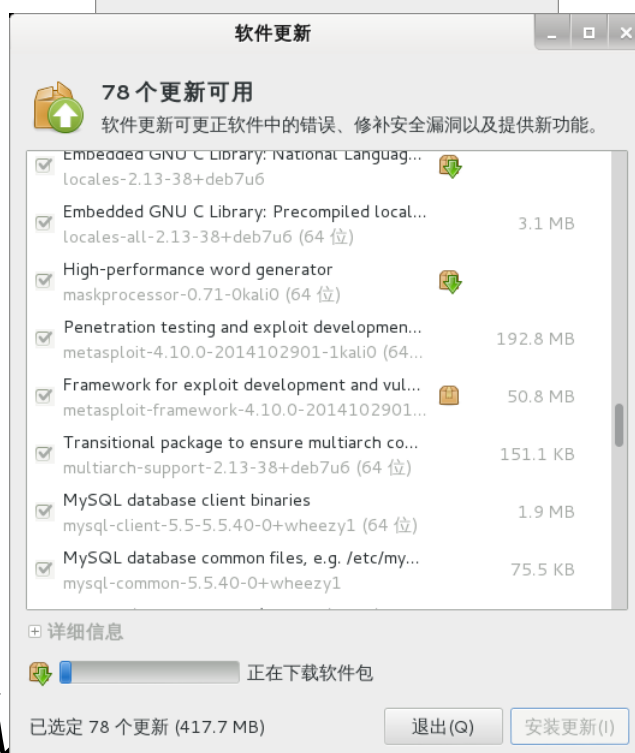 软件更新
78 个更新可用
软件更新可更正软件中的错误、修补安全漏洞以及提供新功能。
Embedded GNU C Library: National Languag...
locales-2.13-38+deb7u6
Embedded GNU C Library: Precompiled local...
locales-all-2.13-38+deb7u6 (64 位)
3.1 MB
High-performance word generator
maskprocessor-0.71-0kali0 (64 位)
Penetration testing and exploit developmen...
metasploit-4.10.0-2014102901-1kali0 (64...
192.8 MB
Framework for exploit development and vul...
metasploit-framework-4.10.0-2014102901...
50.8 MB
Transitional package to ensure multiarch co...
multiarch-support-2.13-38+deb7u6 (64 位)
151.1 KB
MySQL database client binaries
mysql-client-5.5-5.5.40-0+wheezy1 (64 位)
1.9 MB
MySQL database common files, e.g. /etc/my...
mysql-common-5.5.40-0+wheezy1
75.5 KB
详细信息
正在下载软件包
已选定 78 个更新 (417.7 MB)
退出(Q)
安装更新(I)